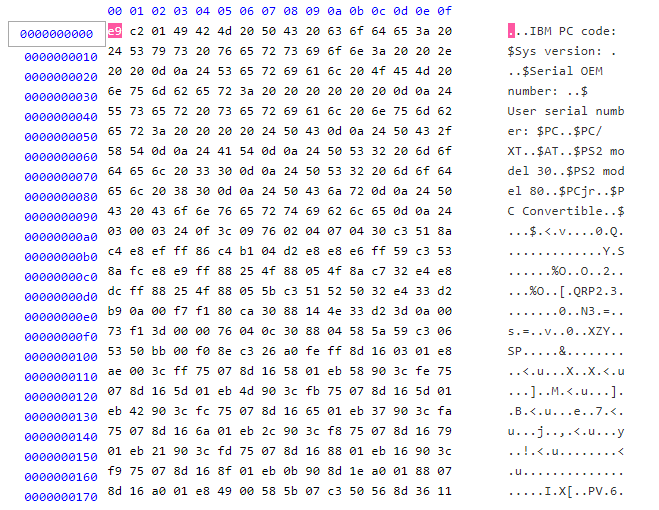 00 01 02 03 04 05 06 07 08 09 0a 0b 0c 0d 0e 0f
0000000000 e9 c2 01 49 42 4d 20 50 43 20 63 6f 64 65 3a 20 ...IBM PC code: 
0000000010 24 53 79 73 20 76 65 72 73 69 6f 6e 3a 20 20 2e $Sys version:  .
0000000020 20 20 0d 0a 24 53 65 72 69 61 6c 20 4f 45 4d 20   ..$Serial OEM 
0000000030 6e 75 6d 62 65 72 3a 20 20 20 20 20 20 0d 0a 24 number:      ..$
0000000040 55 73 65 72 20 73 65 72 69 61 6c 20 6e 75 6d 62 User serial numb
0000000050 65 72 3a 20 20 20 20 24 50 43 0d 0a 24 50 43 2f er:    $PC..$PC/
0000000060 58 54 0d 0a 24 41 54 0d 0a 24 50 53 32 20 6d 6f XT..$AT..$PS2 mo
0000000070 64 65 6c 20 33 30 0d 0a 24 50 53 32 20 6d 6f 64 del 30..$PS2 mod
0000000080 65 6c 20 38 30 0d 0a 24 50 43 6a 72 0d 0a 24 50 el 80..$PCjr..$P
0000000090 43 20 43 6f 6e 76 65 72 74 69 62 6c 65 0d 0a 24 C Convertible..$
00000000a0 03 00 03 24 0f 3c 09 76 02 04 07 04 30 c3 51 8a ...$.<.v....0.Q.
00000000b0 c4 e8 ef ff 86 c4 b1 04 d2 e8 e8 e6 ff 59 c3 53 .............Y.S
00000000c0 8a fc e8 e9 ff 88 25 4f 88 05 4f 8a c7 32 e4 e8 ......%O..O..2..
00000000d0 dc ff 88 25 4f 88 05 5b c3 51 52 50 32 e4 33 d2 ...%O..[.QRP2.3.
00000000e0 b9 0a 00 f7 f1 80 ca 30 88 14 4e 33 d2 3d 0a 00 .......0..N3.=..
00000000f0 73 f1 3d 00 00 76 04 0c 30 88 04 58 5a 59 c3 06 s.=..v..0..XZY..
0000000100 53 50 bb 00 f0 8e c3 26 a0 fe ff 8d 16 03 01 e8 SP.....&........
0000000110 ae 00 3c ff 75 07 8d 16 58 01 eb 58 90 3c fe 75 ..<.u...X..X.<.u
0000000120 07 8d 16 5d 01 eb 4d 90 3c fb 75 07 8d 16 5d 01 ...]..M.<.u...].
0000000130 eb 42 90 3c fc 75 07 8d 16 65 01 eb 37 90 3c fa .B.<.u...e..7.<.
0000000140 75 07 8d 16 6a 01 eb 2c 90 3c f8 75 07 8d 16 79 u...j..,.<.u...y
0000000150 01 eb 21 90 3c fd 75 07 8d 16 88 01 eb 16 90 3c ..!.<.u........<
0000000160 f9 75 07 8d 16 8f 01 eb 0b 90 8d 1e a0 01 88 07 .u..............
0000000170 8d 16 a0 01 e8 49 00 58 5b 07 c3 50 56 8d 36 11 .....I.X[..PV.6.